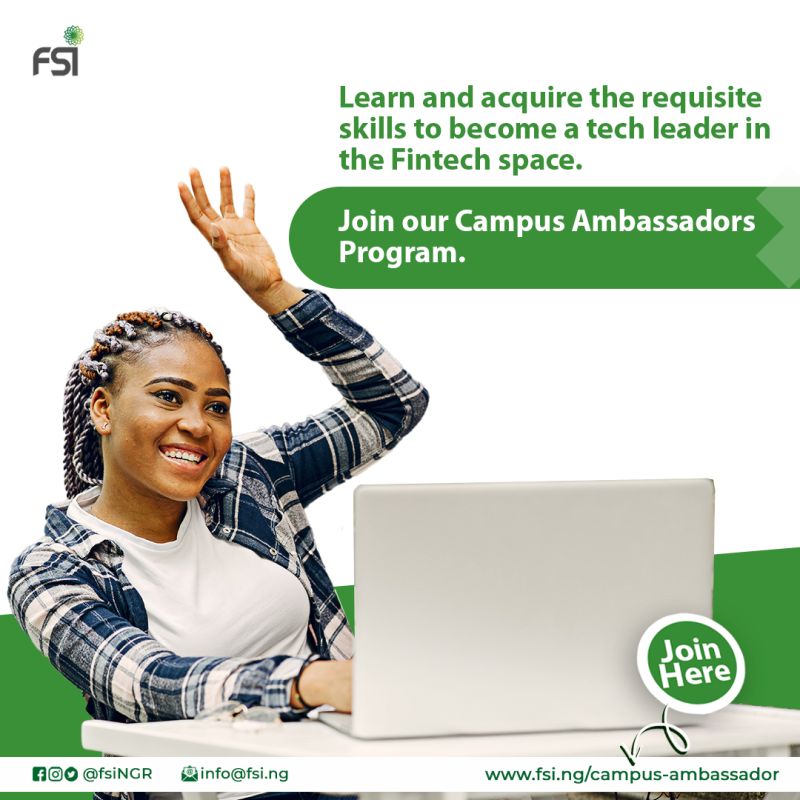 FSI
Learn and acquire the requisite
skills to become a tech leader in
the Fintech space.
Join our Campus Ambassadors
Program.
Join
Here
@fsiNGR
info@fsi.ng
www.fsi.ng/campus-ambassador